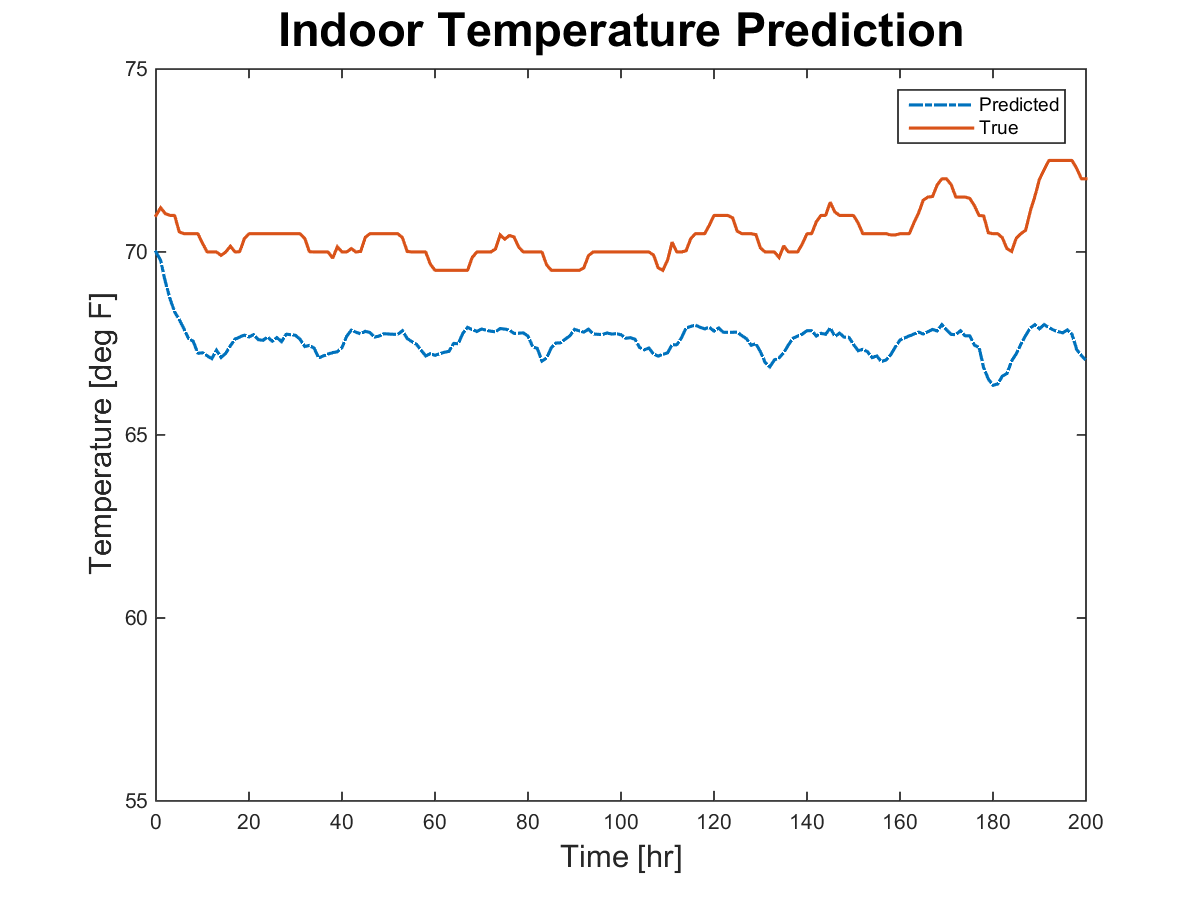 Indoor Temperature Prediction
75
Predicted
True
70
65
60
55
Temperature [deg F]
0 20 40 60 80 100 120 140 160 180 200
Time [hr]